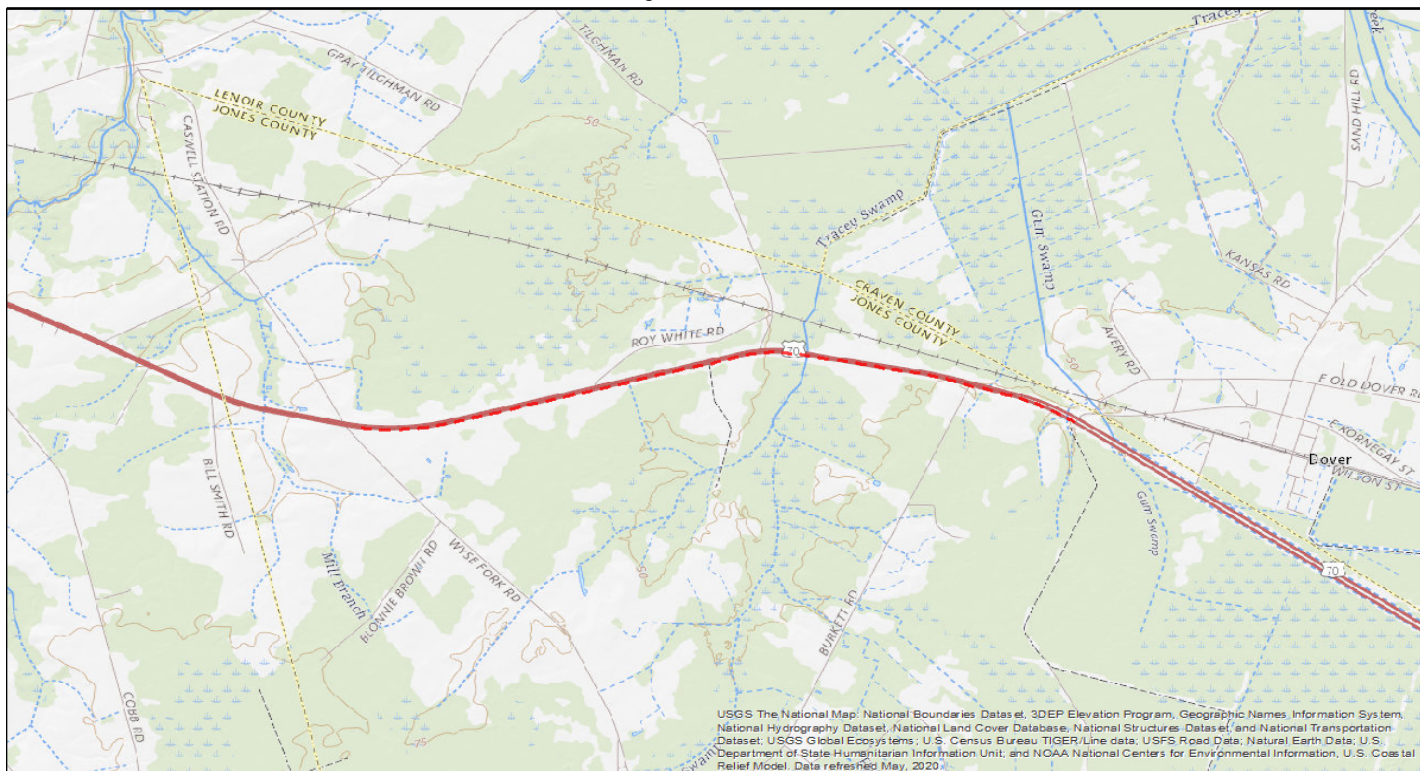 Tracey
Creek
TILGHMAN RD
GRAY TILGHMAN RD
SAND HILL RD
LENOIR COUNTY
JONES COUNTY
50
CASWELL STATION RD
Tracey Swamp
Gum Swamp
KANSAS RD
CRAVEN COUNTY
JONES COUNTY
ROY WHITE RD
70
AVERY RD
50
E OLD DOVER RD
E KORNEGAY ST
Dover
WILSON ST
BILL SMITH RD
Gum Swamp
WYSE FORK RD
50
70
Mill Branch
LONNIE BROWN RD
BURKETT RD
COBB RD
75
USGS The National Map: National Boundaries Dataset, 3DEP Elevation Program, Geographic Names Information System,
National Hydrography Dataset, National Land Cover Database, National Structures Dataset, and National Transportation
Dataset; USGS Global Ecosystems; U.S. Census Bureau TIGER/Line data; USFS Road Data; Natural Earth Data; U.S.
Department of State Humanitarian Information Unit; and NOAA National Centers for Environmental Information, U.S. Coastal
Relief Model. Data refreshed May, 2020.